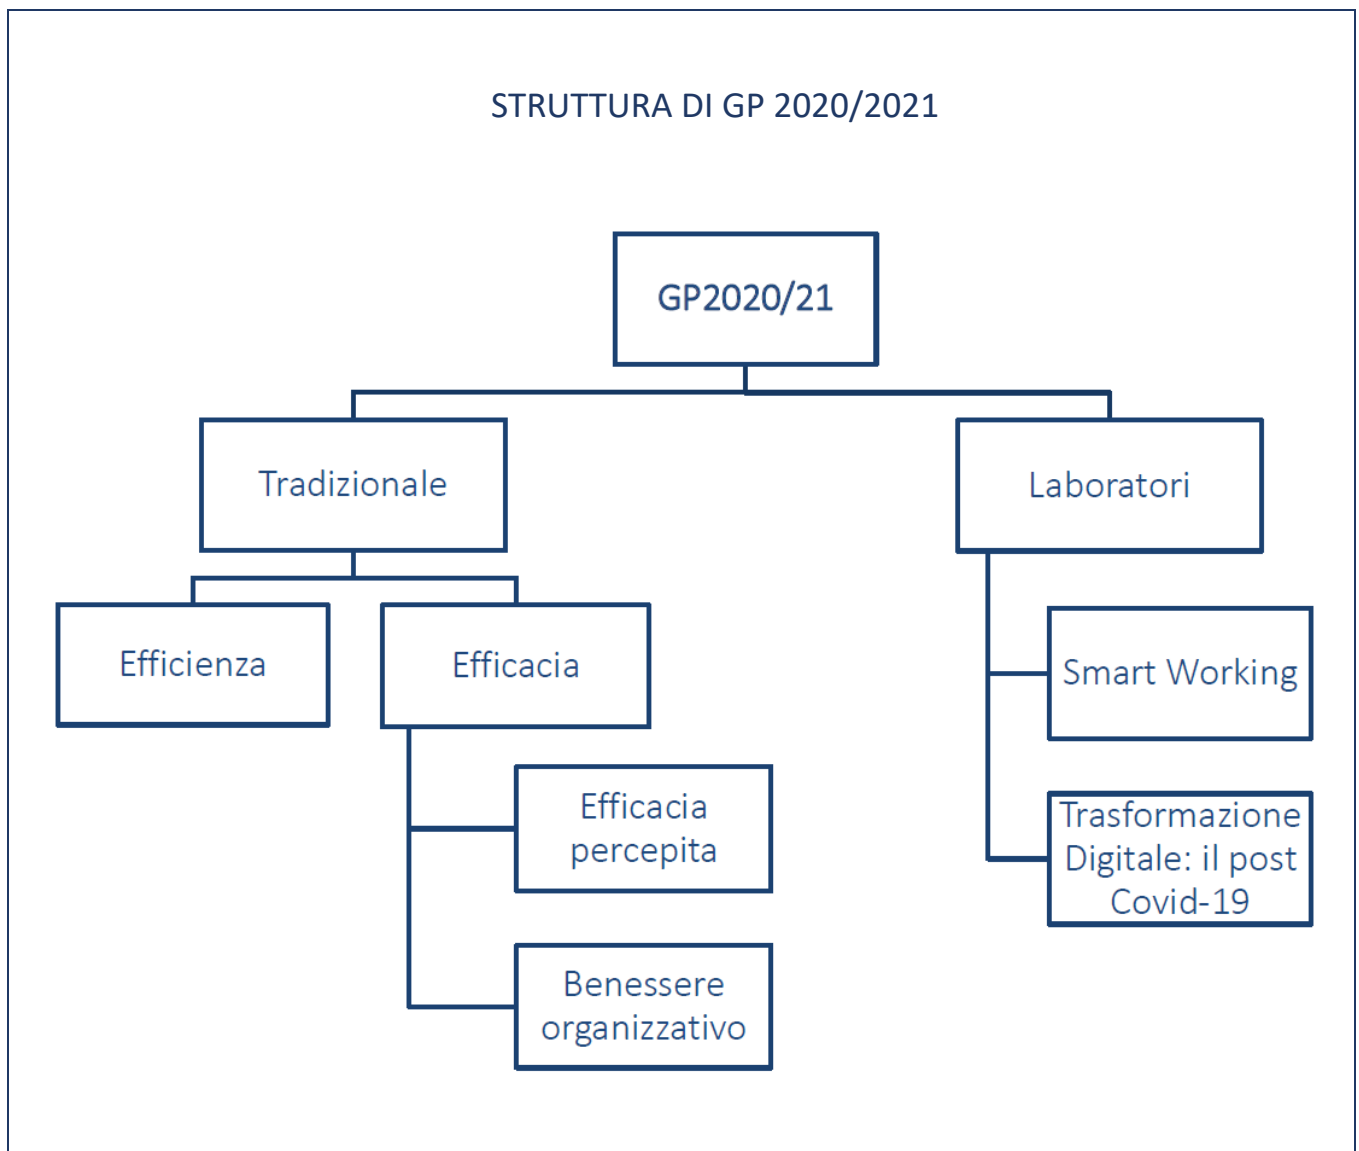 STRUTTURA DI GP 2020/2021
GP2020/21
Tradizionale
Laboratori
Efficienza
Efficacia
Smart Working
Efficacia
percepita
Trasformazione
Digitale: il post
Covid-19
Benessere
organizzativo